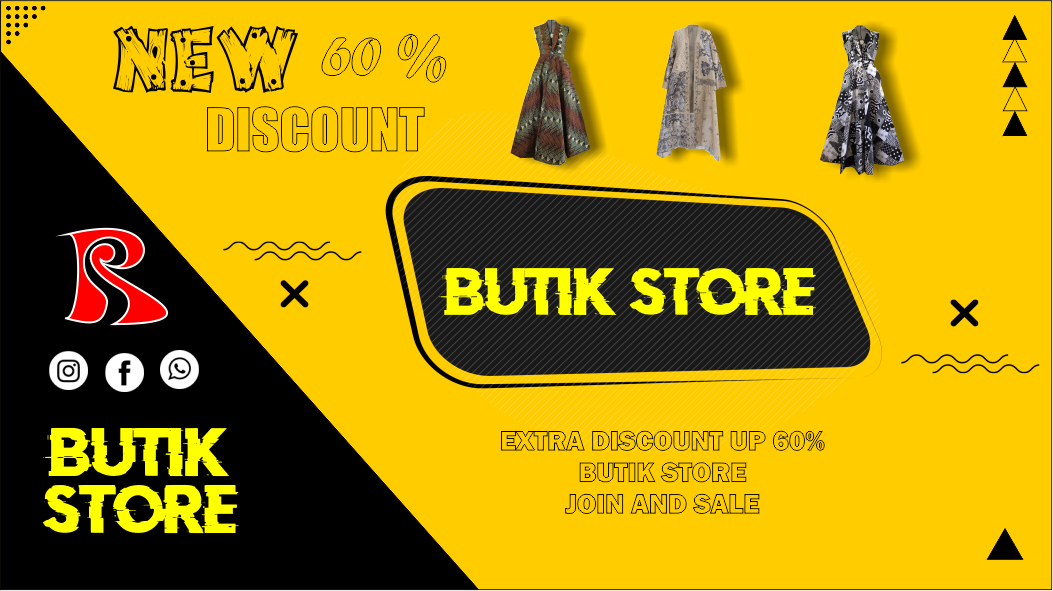 NEW 60 %
DISCOUNT
BUTIK STORE
R
BUTIK
STORE
EXTRA DISCOUNT UP 60%
BUTIK STORE
JOIN AND SALE